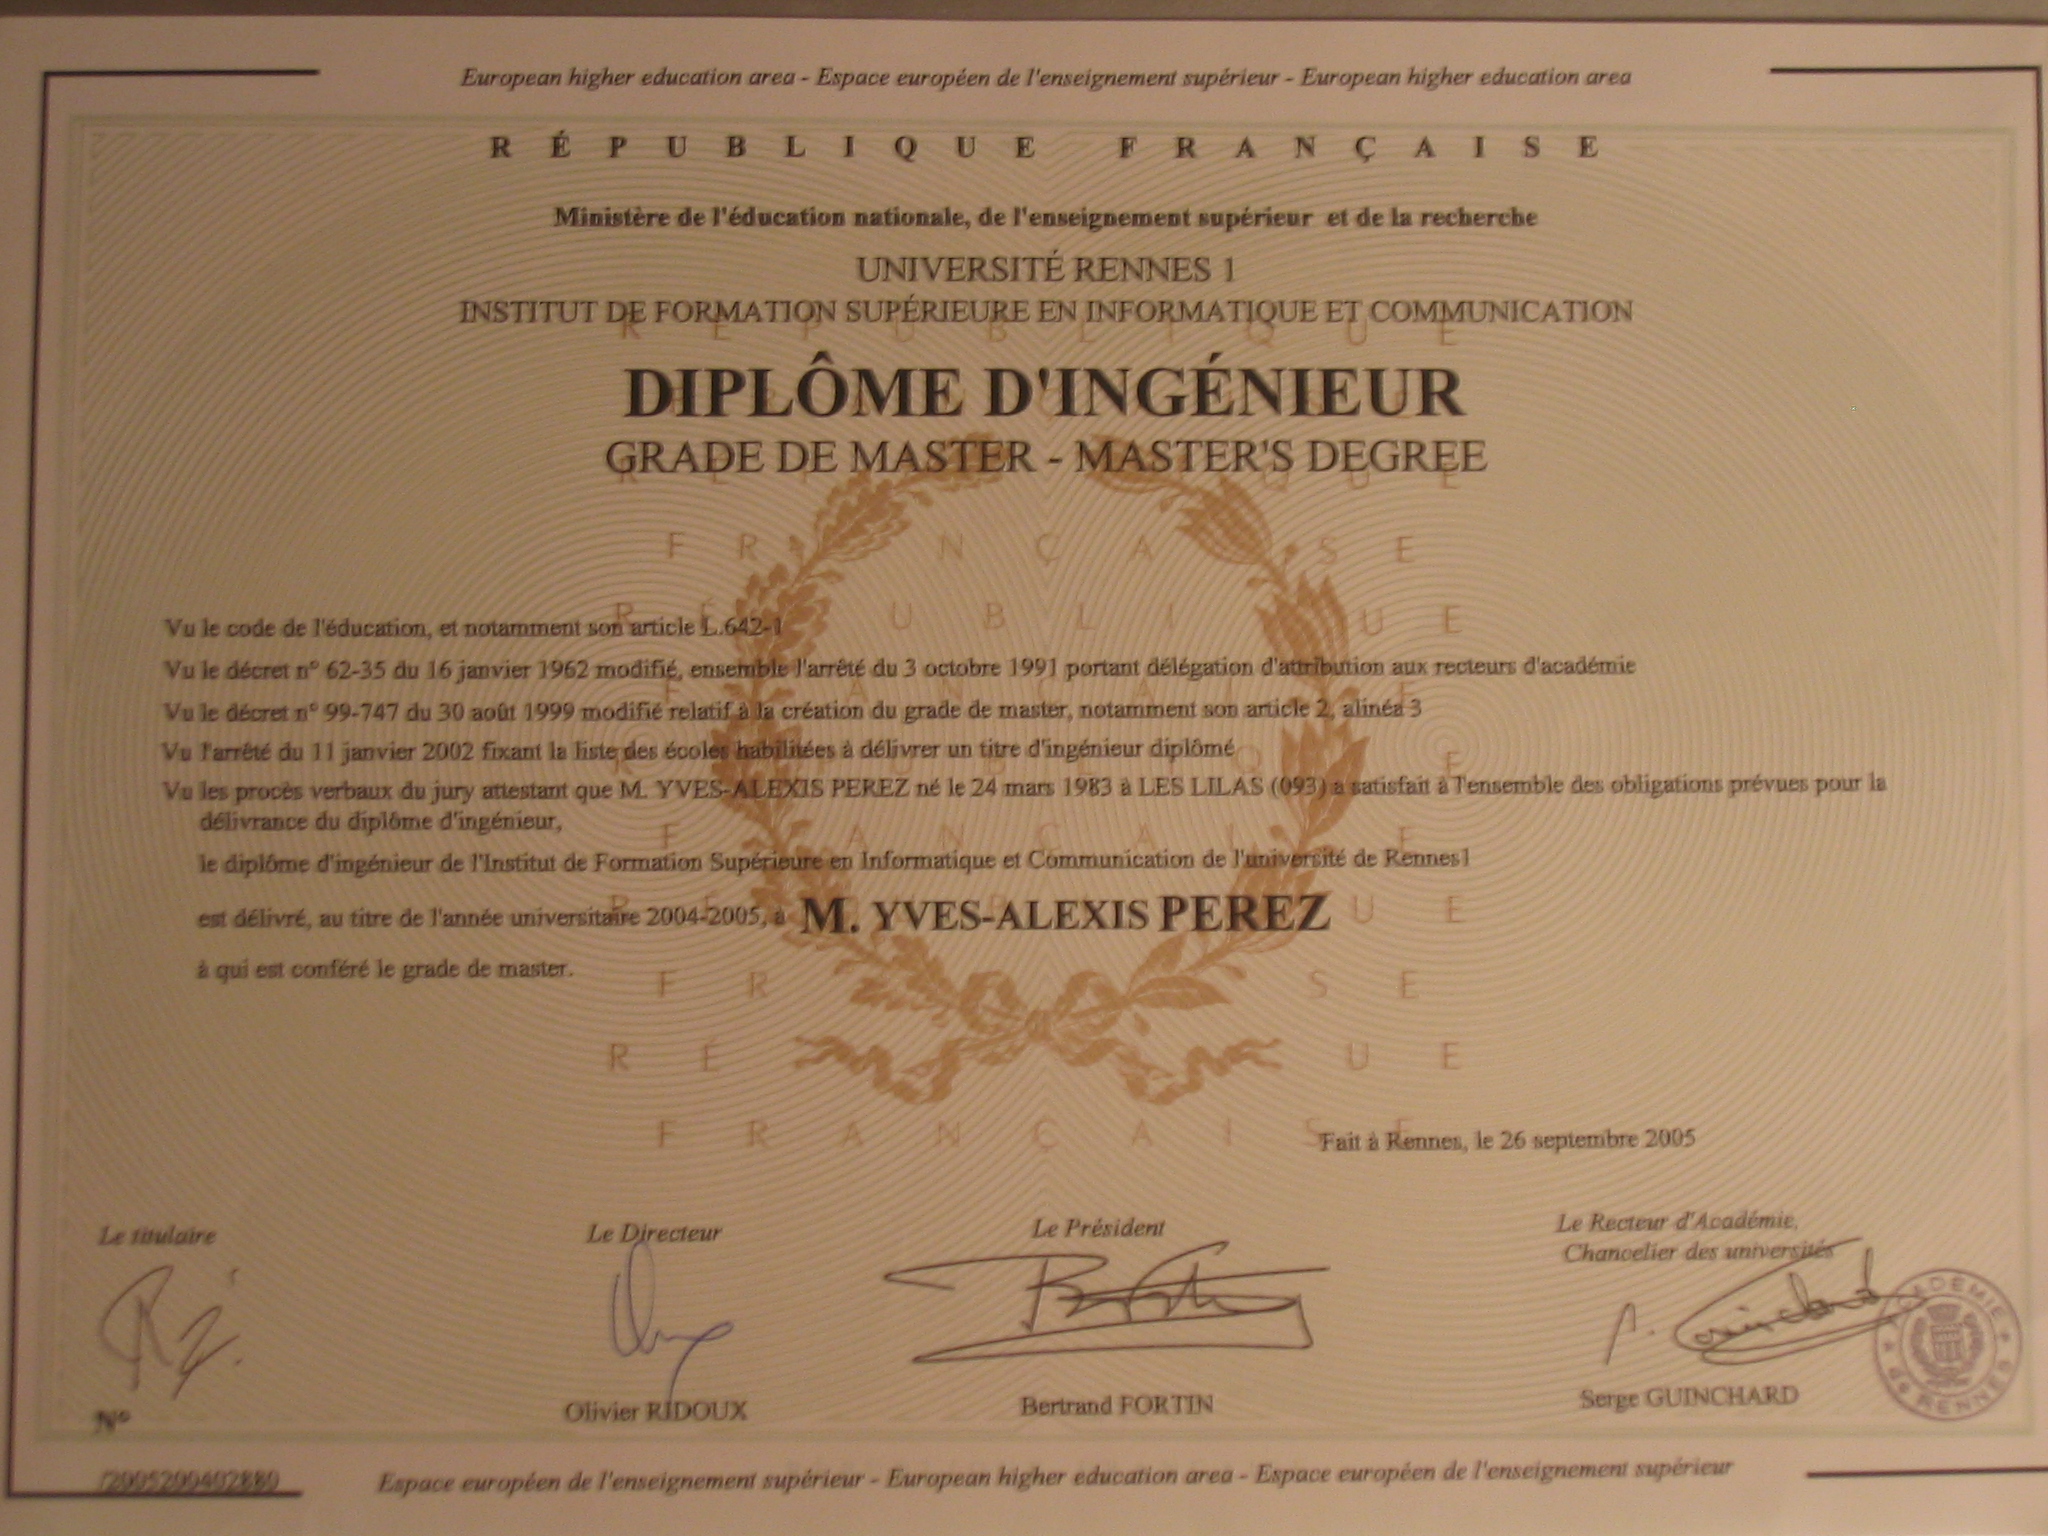 European higher education area - Espace européen de l'enseignement supérieur - European higher education area
RÉPUBLIQUE FRANÇAISE
Ministère de l'éducation nationale, de l'enseignement supérieur et de la recherche
UNIVERSITÉ RENNES 1
INSTITUT DE FORMATION SUPÉRIEURE EN INFORMATIQUE ET COMMUNICATION
DIPLÔME D'INGÉNIEUR
GRADE DE MASTER - MASTER'S DEGREE
Vu le code de l'éducation, et notamment son article L.642-1
Vu le décret n° 62-35 du 16 janvier 1962 modifié, ensemble l'arrêté du 3 octobre 1991 portant délégation d'attribution aux recteurs d'académie
Vu le décret n° 99-747 du 30 août 1999 modifié relatif à la création du grade de master, notamment son article 2, alinéa 3
Vu l'arrêté du 11 janvier 2002 fixant la liste des écoles habilitées à délivrer un titre d'ingénieur diplômé
Vu les procès verbaux du jury attestant que M. YVES-ALEXIS PEREZ né le 24 mars 1983 à LES LILAS (093) a satisfait à l'ensemble des obligations prévues pour la
délivrance du diplôme d'ingénieur,
le diplôme d'ingénieur de l'Institut de Formation Supérieure en Informatique et Communication de l'université de Rennes1
est délivré, au titre de l'année universitaire 2004-2005, à M. YVES-ALEXIS PEREZ
à qui est conféré le grade de master.
Fait à Rennes, le 26 septembre 2005
Le titulaire
Le Directeur
Le Président
Le Recteur d'Académie,
Chancelier des universités
Olivier RIDOUX
Bertrand FORTIN
Serge GUINCHARD
ACADÉMIE de RENNES
N°
Espace européen de l'enseignement supérieur - European higher education area - Espace européen de l'enseignement supérieur